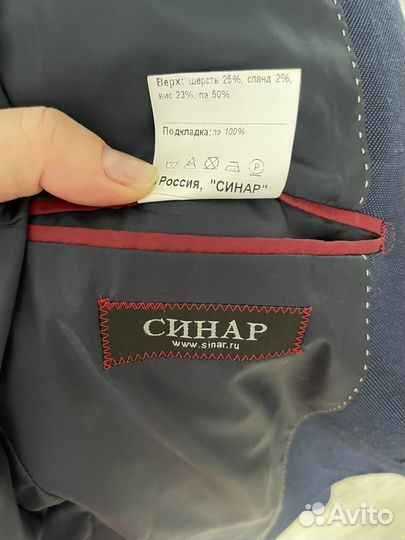 Верх: шерсть 25%, спанд 2%,
вис 23%, пэ 50%
Подкладка: пэ 100%
Россия, "СИНАР"
СИНАР
www.sinar.ru
Avito